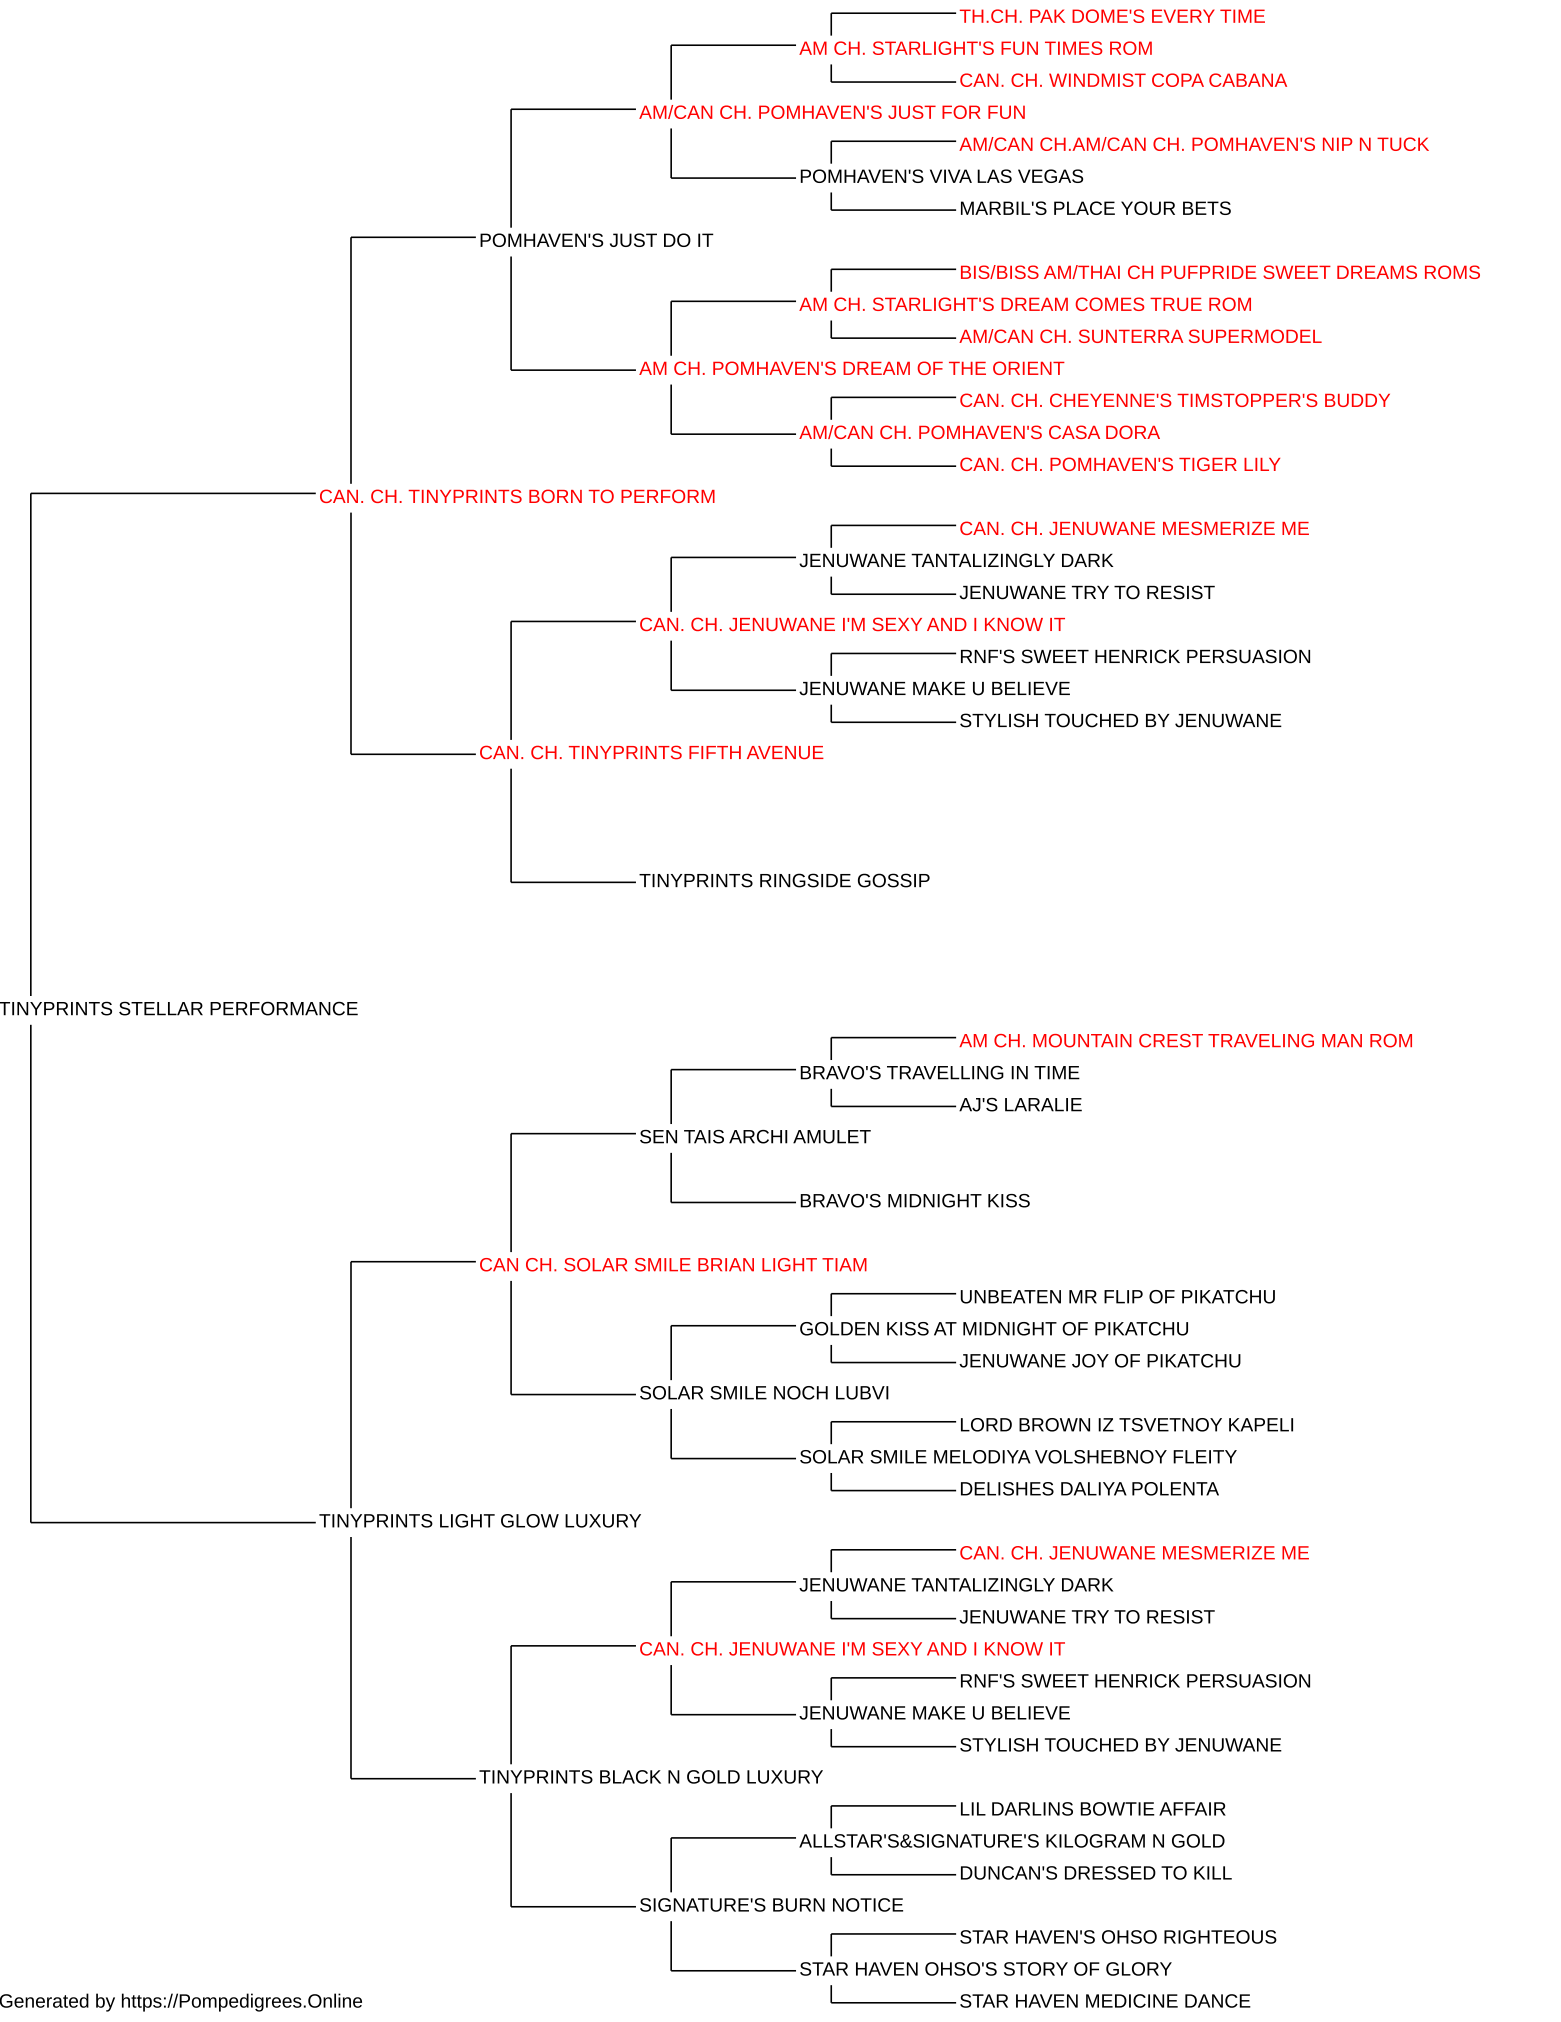 TH.CH. PAK DOME'S EVERY TIME
AM CH. STARLIGHT'S FUN TIMES ROM
CAN. CH. WINDMIST COPA CABANA
AM/CAN CH. POMHAVEN'S JUST FOR FUN
AM/CAN CH.AM/CAN CH. POMHAVEN'S NIP N TUCK
POMHAVEN'S VIVA LAS VEGAS
MARBIL'S PLACE YOUR BETS
POMHAVEN'S JUST DO IT
BIS/BISS AM/THAI CH PUFPRIDE SWEET DREAMS ROMS
AM CH. STARLIGHT'S DREAM COMES TRUE ROM
AM/CAN CH. SUNTERRA SUPERMODEL
AM CH. POMHAVEN'S DREAM OF THE ORIENT
CAN. CH. CHEYENNE'S TIMSTOPPER'S BUDDY
AM/CAN CH. POMHAVEN'S CASA DORA
CAN. CH. POMHAVEN'S TIGER LILY
CAN. CH. TINYPRINTS BORN TO PERFORM
CAN. CH. JENUWANE MESMERIZE ME
JENUWANE TANTALIZINGLY DARK
JENUWANE TRY TO RESIST
CAN. CH. JENUWANE I'M SEXY AND I KNOW IT
RNF'S SWEET HENRICK PERSUASION
JENUWANE MAKE U BELIEVE
STYLISH TOUCHED BY JENUWANE
CAN. CH. TINYPRINTS FIFTH AVENUE
TINYPRINTS RINGSIDE GOSSIP
TINYPRINTS STELLAR PERFORMANCE
AM CH. MOUNTAIN CREST TRAVELING MAN ROM
BRAVO'S TRAVELLING IN TIME
AJ'S LARALIE
SEN TAIS ARCHI AMULET
BRAVO'S MIDNIGHT KISS
CAN CH. SOLAR SMILE BRIAN LIGHT TIAM
UNBEATEN MR FLIP OF PIKATCHU
GOLDEN KISS AT MIDNIGHT OF PIKATCHU
JENUWANE JOY OF PIKATCHU
SOLAR SMILE NOCH LUBVI
LORD BROWN IZ TSVETNOY KAPELI
SOLAR SMILE MELODIYA VOLSHEBNOY FLEITY
DELISHES DALIYA POLENTA
TINYPRINTS LIGHT GLOW LUXURY
CAN. CH. JENUWANE MESMERIZE ME
JENUWANE TANTALIZINGLY DARK
JENUWANE TRY TO RESIST
CAN. CH. JENUWANE I'M SEXY AND I KNOW IT
RNF'S SWEET HENRICK PERSUASION
JENUWANE MAKE U BELIEVE
STYLISH TOUCHED BY JENUWANE
TINYPRINTS BLACK N GOLD LUXURY
LIL DARLINS BOWTIE AFFAIR
ALLSTAR'S&SIGNATURE'S KILOGRAM N GOLD
DUNCAN'S DRESSED TO KILL
SIGNATURE'S BURN NOTICE
STAR HAVEN'S OHSO RIGHTEOUS
STAR HAVEN OHSO'S STORY OF GLORY
STAR HAVEN MEDICINE DANCE
Generated by https://Pompedigrees.Online